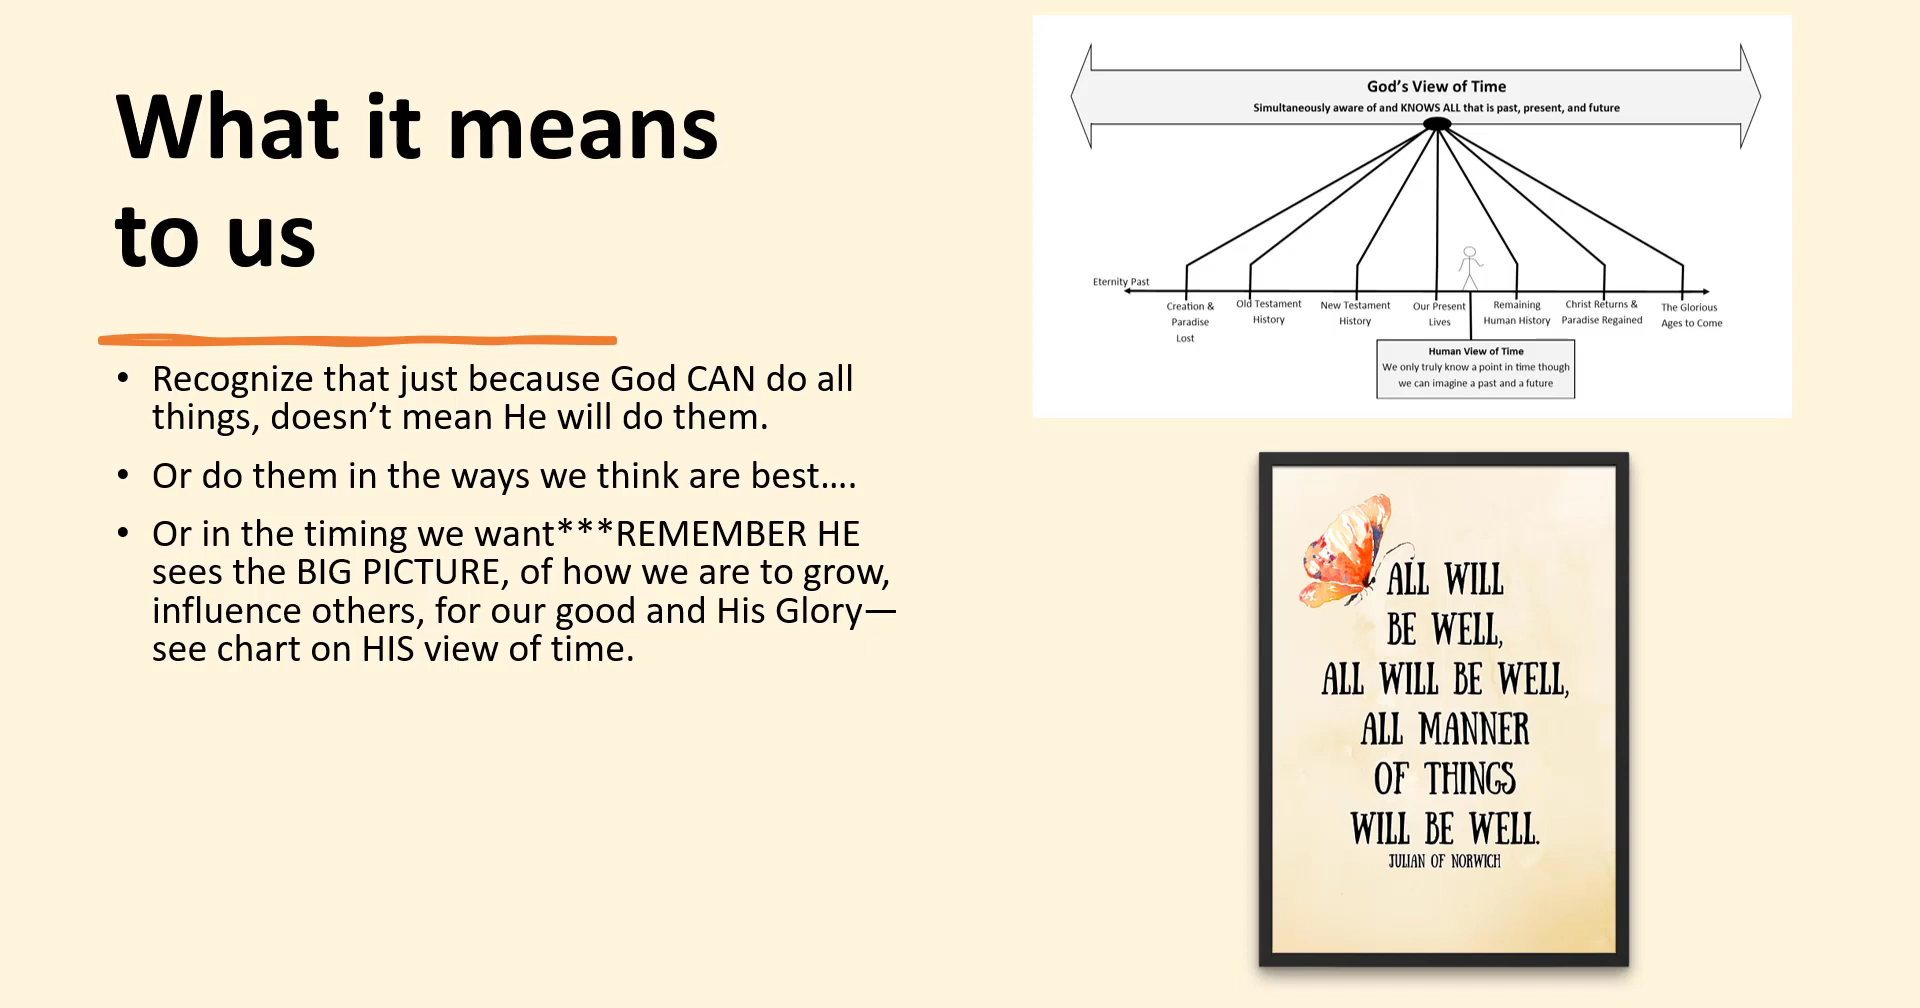 What it means
to us
• Recognize that just because God CAN do all
things, doesn’t mean He will do them.
• Or do them in the ways we think are best….
• Or in the timing we want***REMEMBER HE
sees the BIG PICTURE, of how we are to grow,
influence others, for our good and His Glory—
see chart on HIS view of time.
God’s View of Time
Simultaneously aware of and KNOWS ALL that is past, present, and future
Eternity Past
Creation &
Paradise
Lost
Old Testament
History
New Testament
History
Our Present
Lives
Remaining
Human History
Christ Returns &
Paradise Regained
The Glorious
Ages to Come
Human View of Time
We only truly know a point in time though
we can imagine a past and a future
ALL WILL
BE WELL,
ALL WILL BE WELL,
ALL MANNER
OF THINGS
WILL BE WELL.
JULIAN OF NORWICH